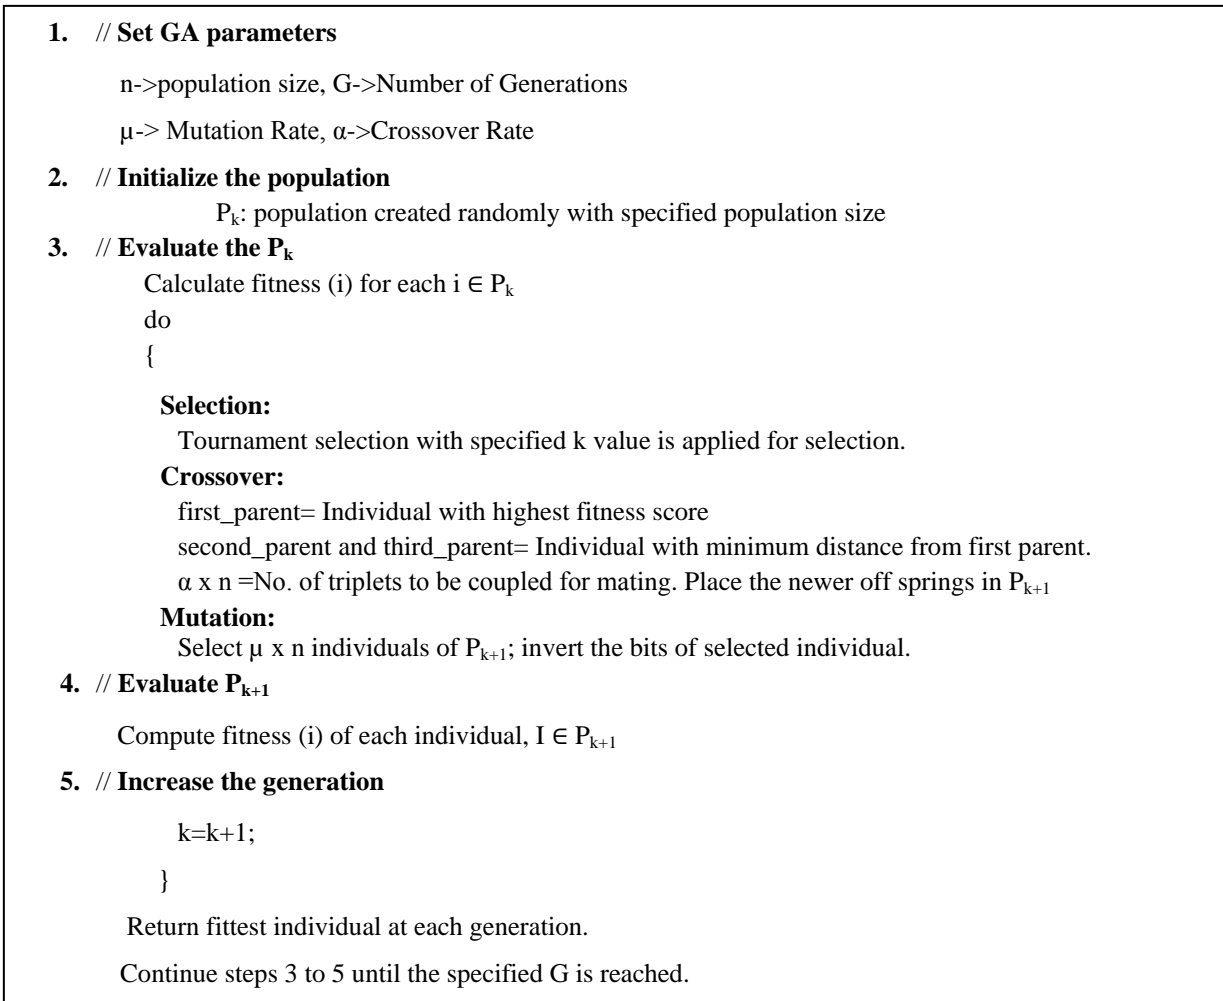 1. // Set GA parameters
n->population size, G->Number of Generations
µ-> Mutation Rate, α->Crossover Rate
2. // Initialize the population
Pk: population created randomly with specified population size
3. // Evaluate the Pk
Calculate fitness (i) for each i ∈ Pk
do
{
Selection:
Tournament selection with specified k value is applied for selection.
Crossover:
first_parent= Individual with highest fitness score
second_parent and third_parent= Individual with minimum distance from first parent.
α x n =No. of triplets to be coupled for mating. Place the newer off springs in Pk+1
Mutation:
Select µ x n individuals of Pk+1; invert the bits of selected individual.
4. // Evaluate Pk+1
Compute fitness (i) of each individual, I ∈ Pk+1
5. // Increase the generation
k=k+1;
}
Return fittest individual at each generation.
Continue steps 3 to 5 until the specified G is reached.